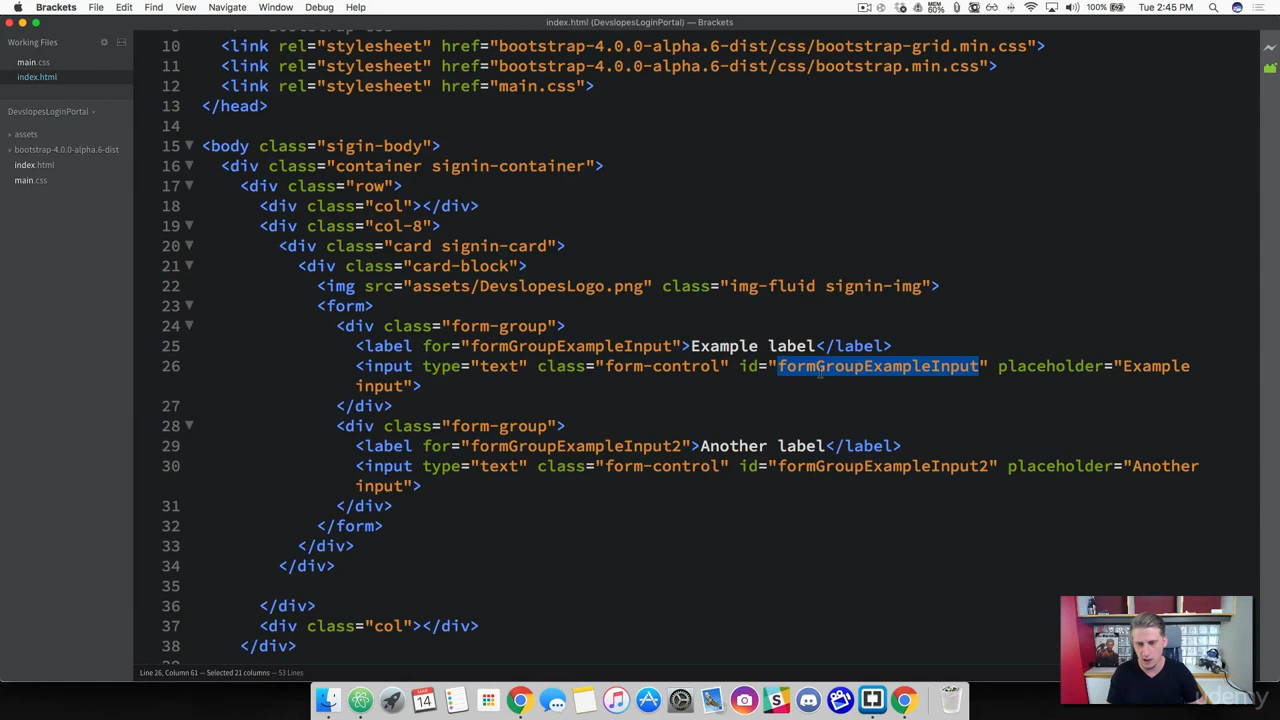 Brackets File Edit Find View Navigate Window Debug Help MEM 60% 100% Tue 2:45 PM
index.html (DevslopesLoginPortal) — Brackets
Working Files
main.css
index.html
DevslopesLoginPortal
assets
bootstrap-4.0.0-alpha.6-dist
index.html
main.css
10 <link rel="stylesheet" href="bootstrap-4.0.0-alpha.6-dist/css/bootstrap-grid.min.css">
11 <link rel="stylesheet" href="bootstrap-4.0.0-alpha.6-dist/css/bootstrap.min.css">
12 <link rel="stylesheet" href="main.css">
13 </head>
14
15 <body class="sigin-body">
16 <div class="container signin-container">
17 <div class="row">
18 <div class="col"></div>
19 <div class="col-8">
20 <div class="card signin-card">
21 <div class="card-block">
22 <img src="assets/DevslopesLogo.png" class="img-fluid signin-img">
23 <form>
24 <div class="form-group">
25 <label for="formGroupExampleInput">Example label</label>
26 <input type="text" class="form-control" id="formGroupExampleInput" placeholder="Example
input">
27 </div>
28 <div class="form-group">
29 <label for="formGroupExampleInput2">Another label</label>
30 <input type="text" class="form-control" id="formGroupExampleInput2" placeholder="Another
input">
31 </div>
32 </form>
33 </div>
34 </div>
35
36 </div>
37 <div class="col"></div>
38 </div>
Line 26, Column 61 — Selected 21 columns — 53 Lines
MAR
14
udemy